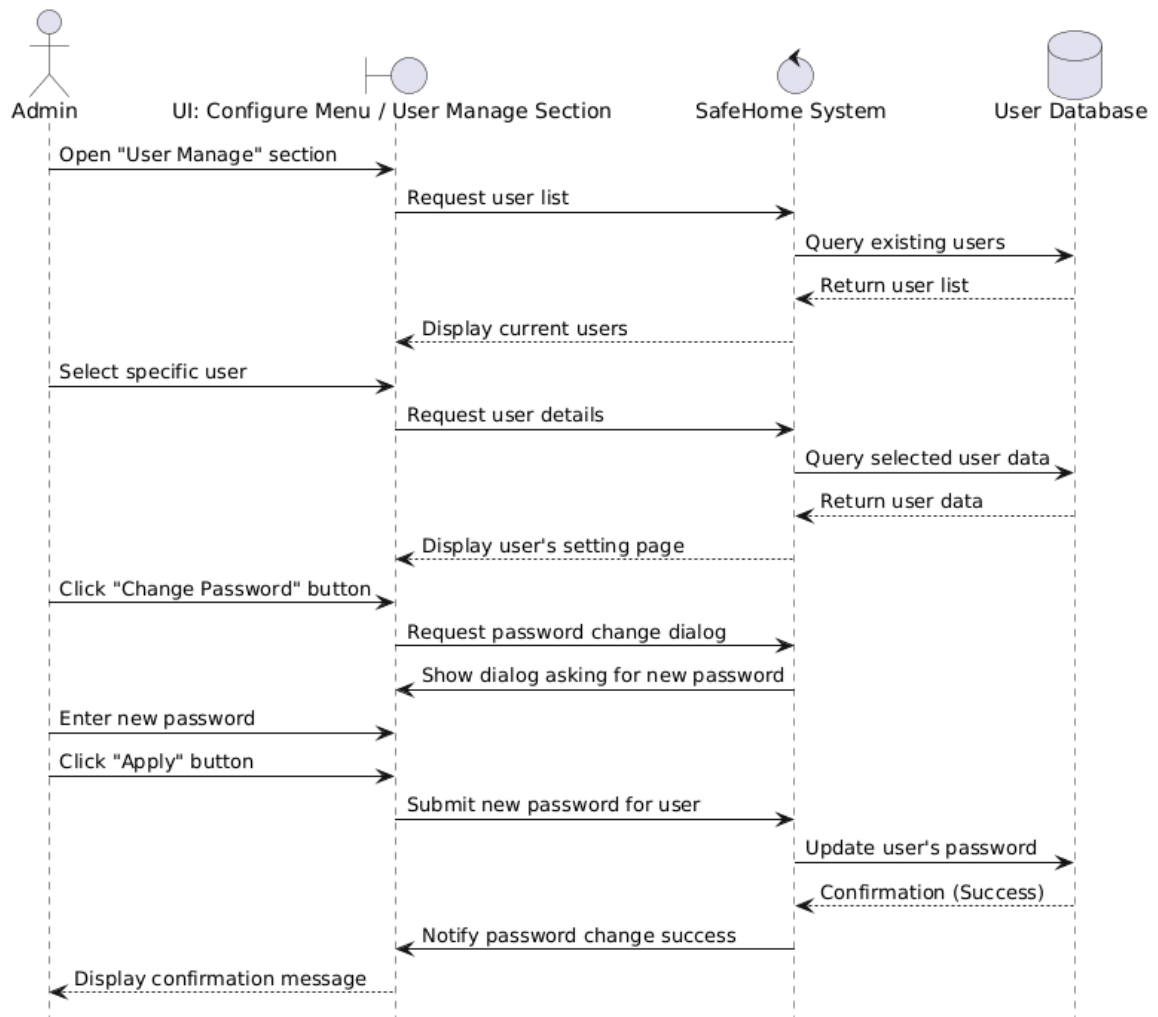 Admin
UI: Configure Menu / User Manage Section
SafeHome System
User Database
Open "User Manage" section
Request user list
Query existing users
Return user list
Display current users
Select specific user
Request user details
Query selected user data
Return user data
Display user's setting page
Click "Change Password" button
Request password change dialog
Show dialog asking for new password
Enter new password
Click "Apply" button
Submit new password for user
Update user's password
Confirmation (Success)
Notify password change success
Display confirmation message